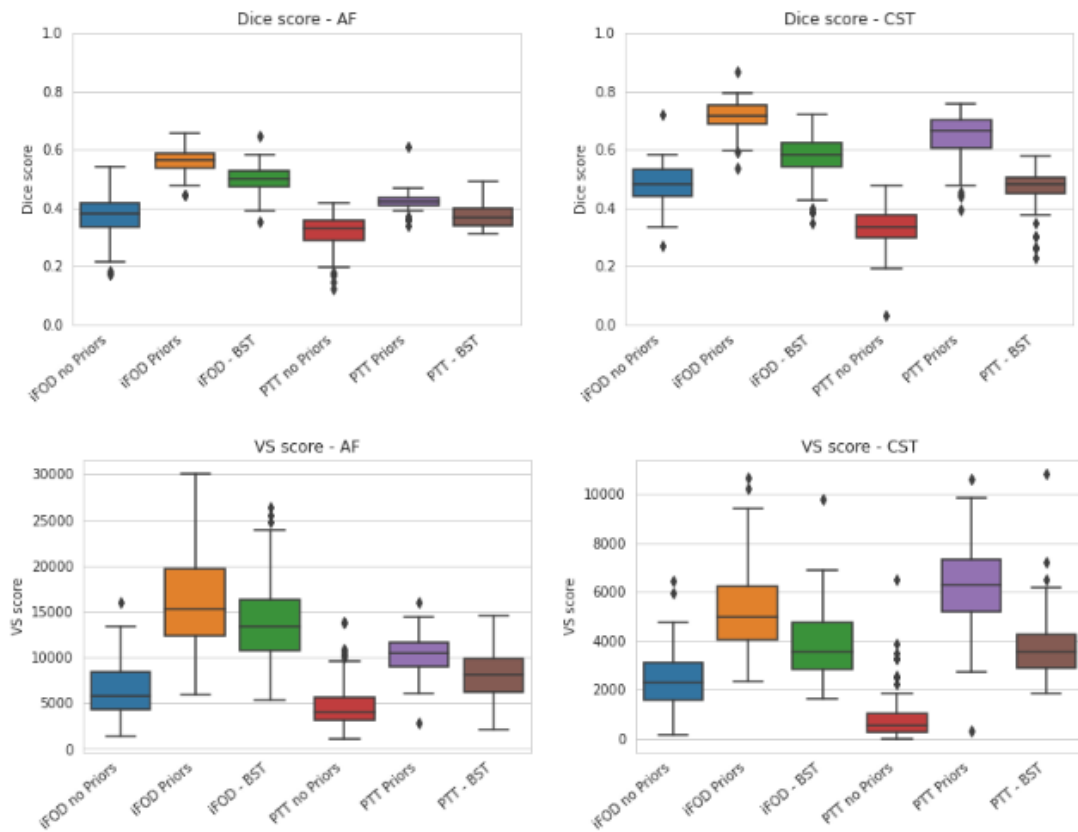 Dice score - AF
Dice score
1.0
0.8
0.6
0.4
0.2
0.0
iFOD no Priors
iFOD Priors
iFOD - BST
PTT no Priors
PTT Priors
PTT - BST
Dice score - CST
Dice score
1.0
0.8
0.6
0.4
0.2
0.0
iFOD no Priors
iFOD Priors
iFOD - BST
PTT no Priors
PTT Priors
PTT - BST
VS score - AF
VS score
30000
25000
20000
15000
10000
5000
0
iFOD no Priors
iFOD Priors
iFOD - BST
PTT no Priors
PTT Priors
PTT - BST
VS score - CST
VS score
10000
8000
6000
4000
2000
0
iFOD no Priors
iFOD Priors
iFOD - BST
PTT no Priors
PTT Priors
PTT - BST